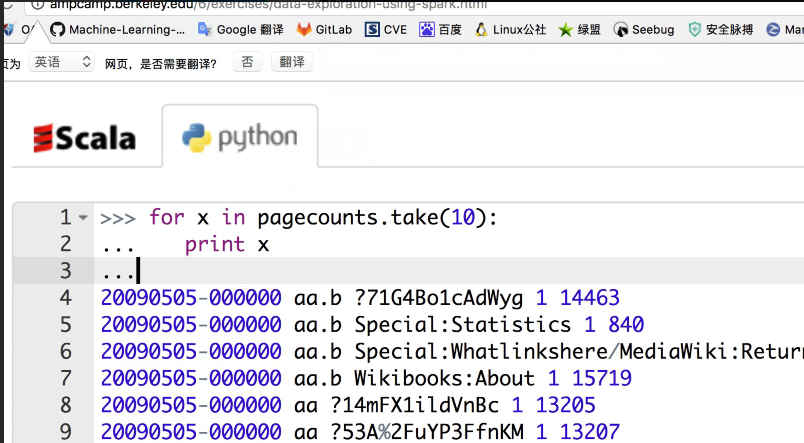 ampcamp.berkeley.edu/6/exercises/data-exploration-using-spark.html
Machine-Learning-... Google 翻译 GitLab CVE 百度 Linux公社 绿盟 Seebug 安全脉搏
页为 英语 网页，是否需要翻译? 否 翻译
Scala python
1 >>> for x in pagecounts.take(10):
2 ... print x
3 ...
4 20090505-000000 aa.b ?71G4Bo1cAdWyg 1 14463
5 20090505-000000 aa.b Special:Statistics 1 840
6 20090505-000000 aa.b Special:Whatlinkshere/MediaWiki:Return
7 20090505-000000 aa.b Wikibooks:About 1 15719
8 20090505-000000 aa ?14mFX1ildVnBc 1 13205
9 20090505-000000 aa ?53A%2FuYP3FfnKM 1 13207